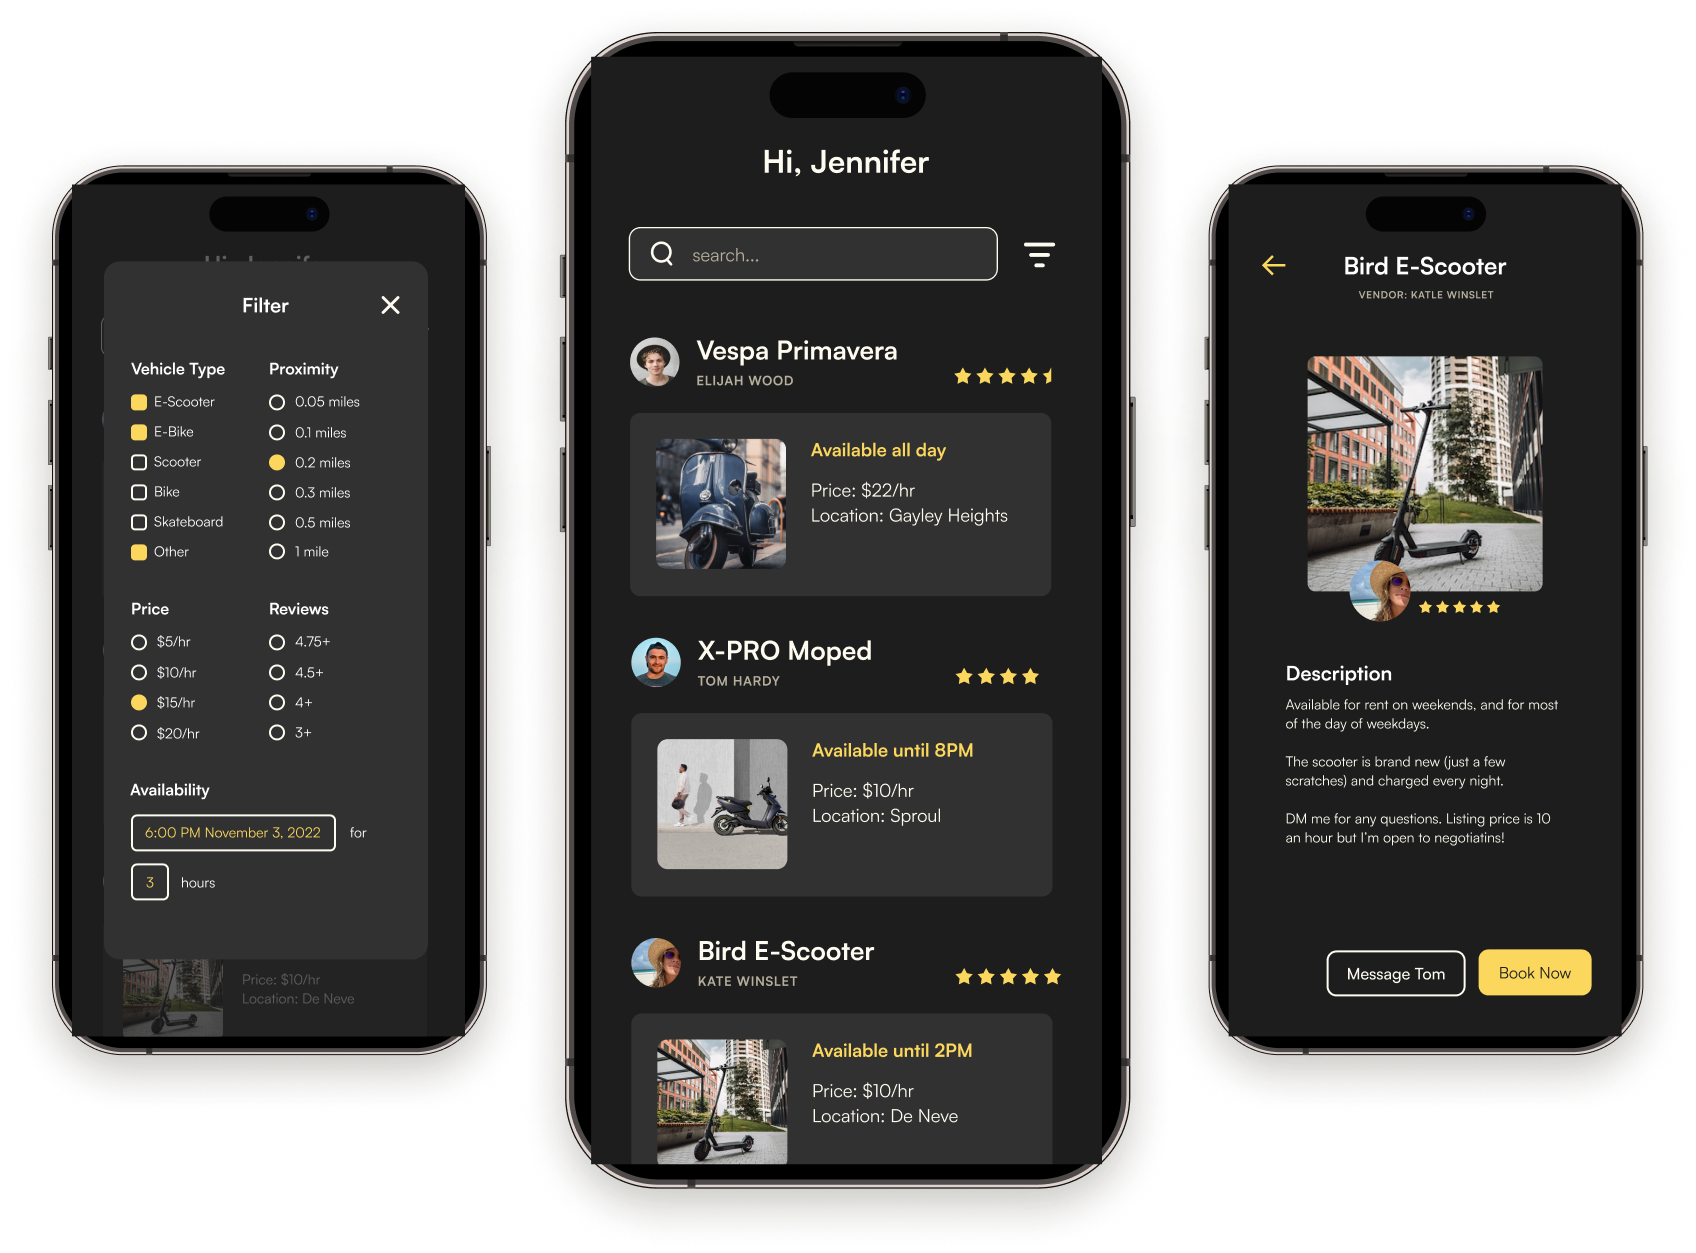 Filter
Vehicle Type
E-Scooter
E-Bike
Scooter
Bike
Skateboard
Other
Proximity
0.05 miles
0.1 miles
0.2 miles
0.3 miles
0.5 miles
1 mile
Price
$5/hr
$10/hr
$15/hr
$20/hr
Reviews
4.75+
4.5+
4+
3+
Availability
6:00 PM November 3, 2022 for
3 hours
Price: $10/hr
Location: De Neve
Hi, Jennifer
search...
Vespa Primavera
ELIJAH WOOD
Available all day
Price: $22/hr
Location: Gayley Heights
X-PRO Moped
TOM HARDY
Available until 8PM
Price: $10/hr
Location: Sproul
Bird E-Scooter
KATE WINSLET
Available until 2PM
Price: $10/hr
Location: De Neve
Bird E-Scooter
VENDOR: KATLE WINSLET
Description
Available for rent on weekends, and for most
of the day of weekdays.
The scooter is brand new (just a few
scratches) and charged every night.
DM me for any questions. Listing price is 10
an hour but I'm open to negotiatins!
Message Tom
Book Now